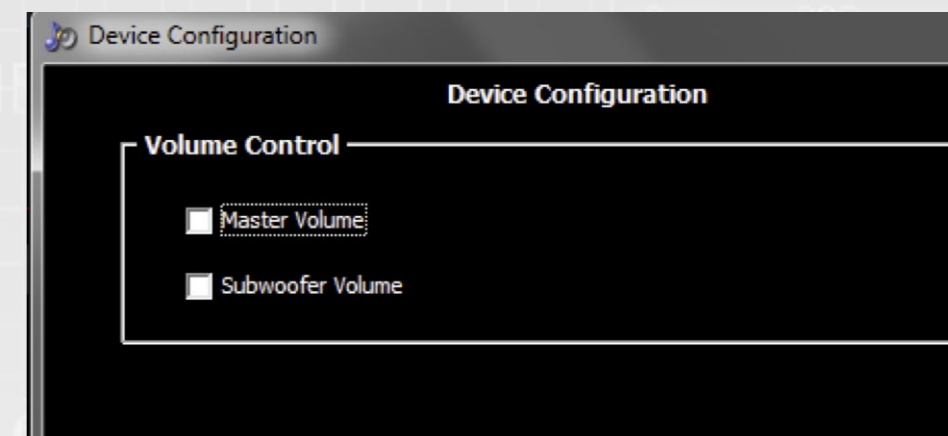 Device Configuration
Device Configuration
Volume Control
Master Volume
Subwoofer Volume